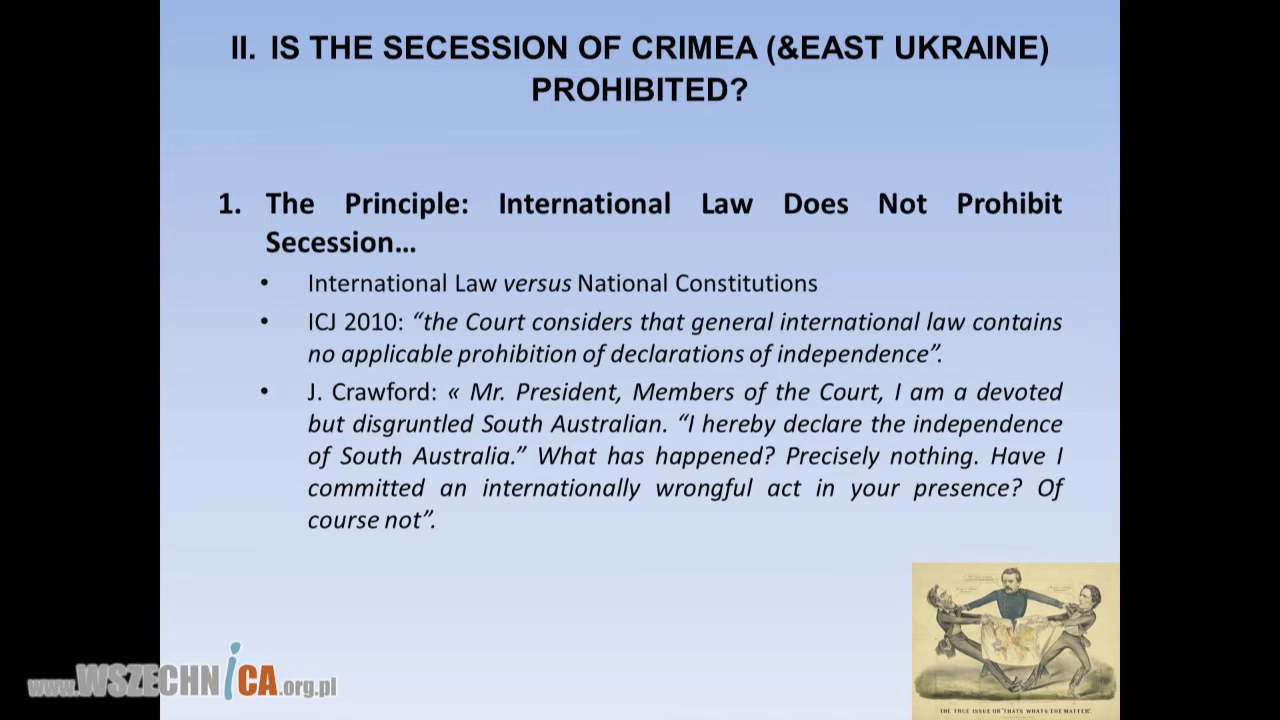 II. IS THE SECESSION OF CRIMEA (&EAST UKRAINE)
PROHIBITED?
1. The Principle: International Law Does Not Prohibit
Secession…
• International Law versus National Constitutions
• ICJ 2010: “the Court considers that general international law contains
no applicable prohibition of declarations of independence”.
• J. Crawford: « Mr. President, Members of the Court, I am a devoted
but disgruntled South Australian. “I hereby declare the independence
of South Australia.” What has happened? Precisely nothing. Have I
committed an internationally wrongful act in your presence? Of
course not”.
THE TRUE ISSUE OR "THATS WHATS THE MATTER".
www.WSZECHNICA.org.pl